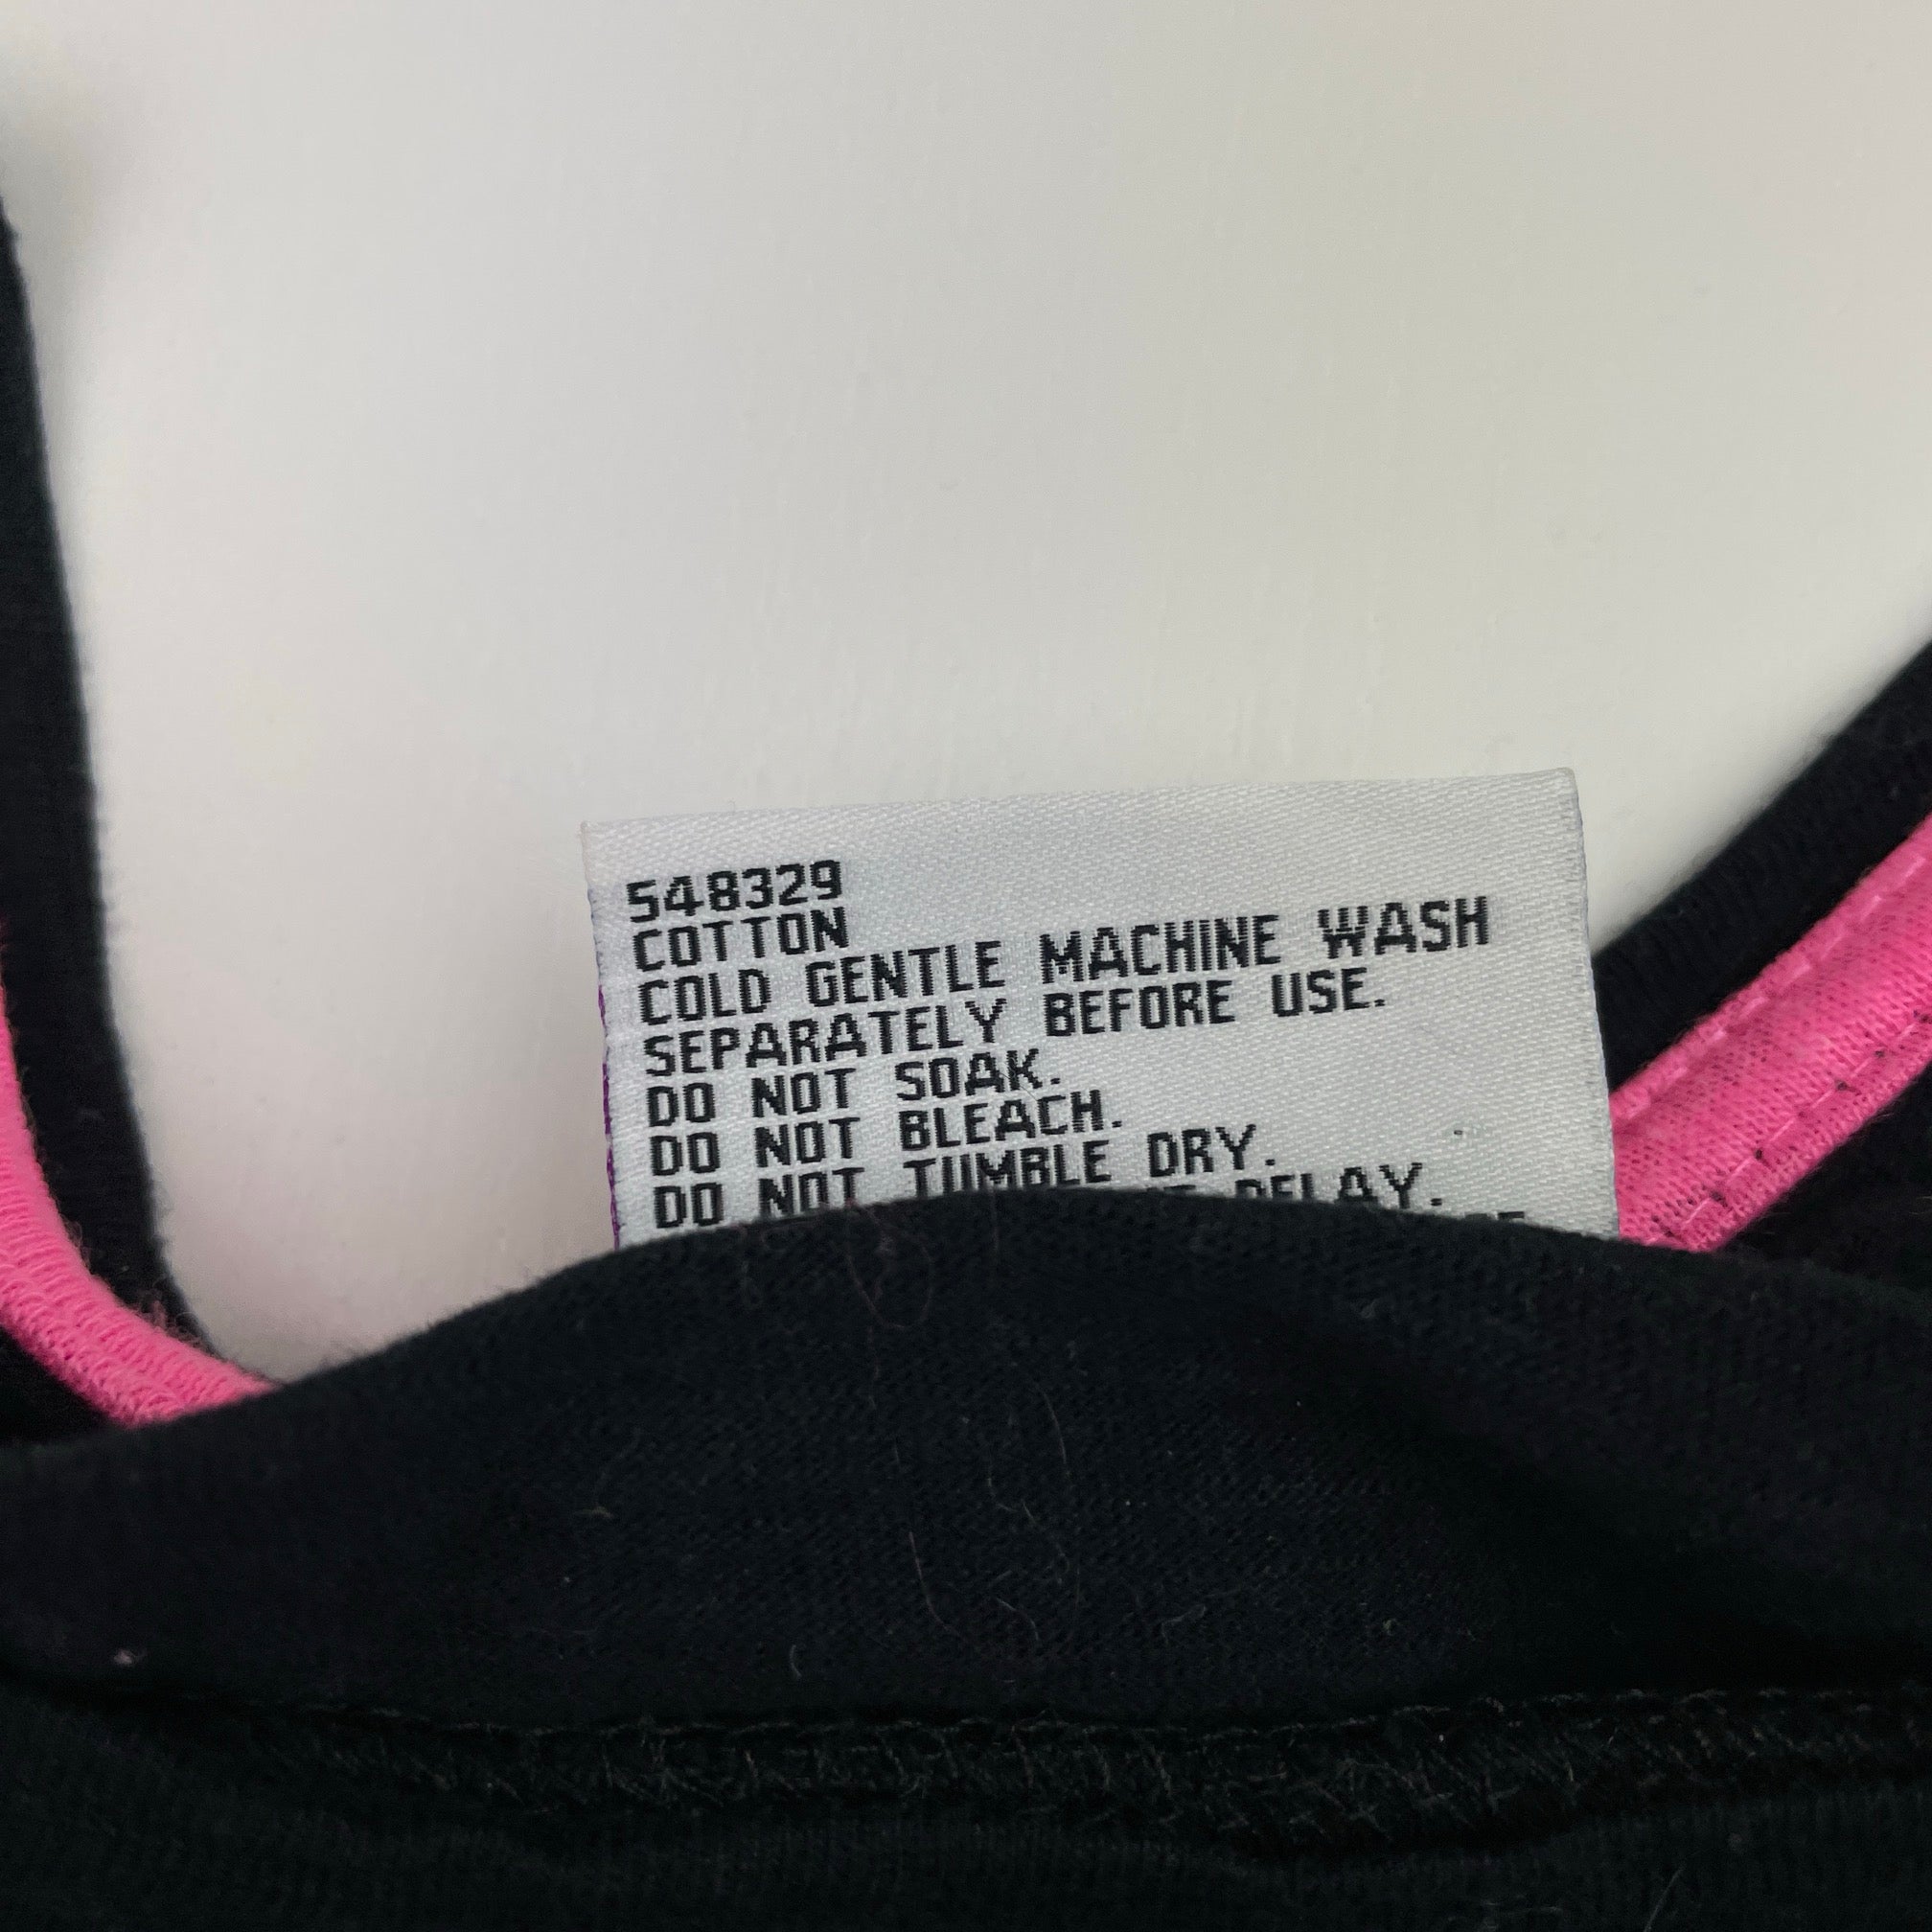 548329
COTTON
COLD GENTLE MACHINE WASH
SEPARATELY BEFORE USE.
DO NOT SOAK.
DO NOT BLEACH.
DO NOT TUMBLE DRY.
DELAY.